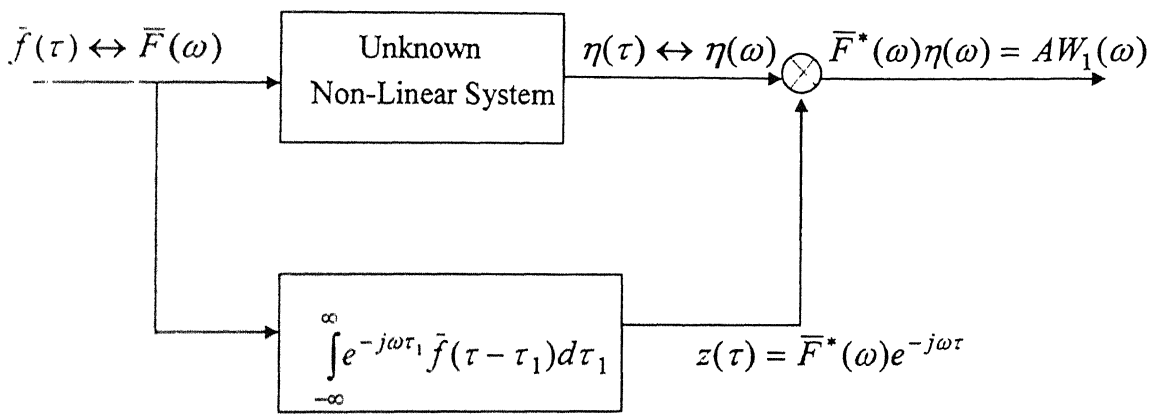 f̄(τ) ↔ F̄(ω)
Unknown
Non-Linear System
η(τ) ↔ η(ω)
F̄*(ω)η(ω) = AW₁(ω)
∫_{-∞}^{∞} e^{-jωτ₁} f̄(τ − τ₁)dτ₁
z(τ) = F̄*(ω)e^{-jωτ}